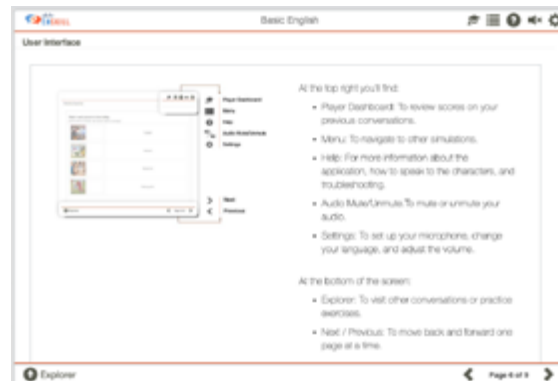 Basic English
User Interface
Player Dashboard
Menu
Help
Audio Mute/Unmute
Settings
Next
Previous
At the top right you'll find:
• Player Dashboard: To review scores on your
previous conversations.
• Menu: To navigate to other simulations.
• Help: For more information about the
application, how to speak to the characters, and
troubleshooting.
• Audio Mute/Unmute: To mute or unmute your
audio.
• Settings: To set up your microphone, change
your language, and adjust the volume.
At the bottom of the screen:
• Explorer: To visit other conversations or practice
exercises.
• Next / Previous: To move back and forward one
page at a time.
Explorer
Page 6 of 9